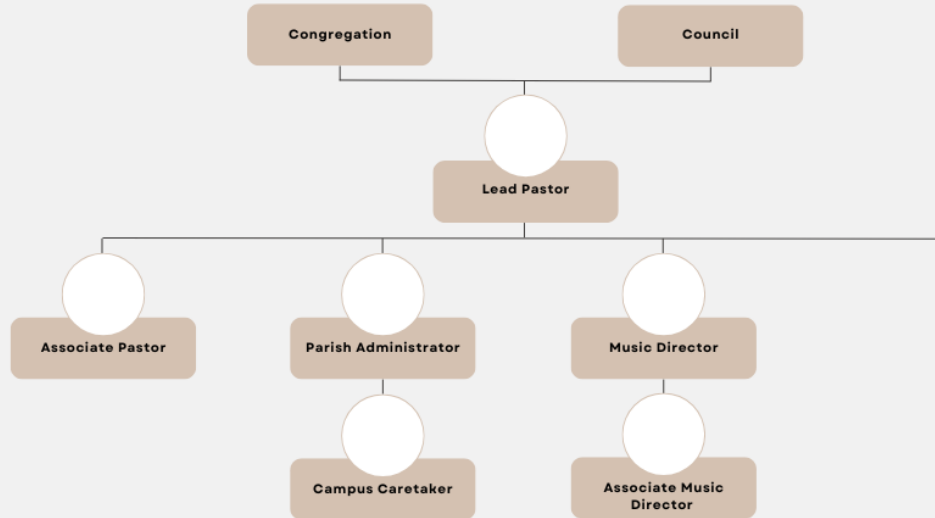 Congregation
Council
Lead Pastor
Associate Pastor
Parish Administrator
Music Director
Campus Caretaker
Associate Music
Director